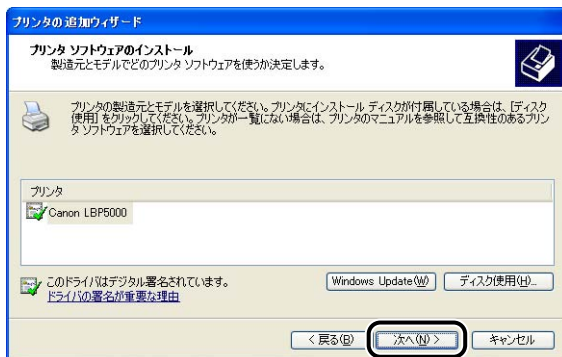 プリンタの追加ウィザード
プリンタ ソフトウェアのインストール
製造元とモデルでどのプリンタ ソフトウェアを使うか決定します。
プリンタの製造元とモデルを選択してください。プリンタにインストール ディスクが付属している場合は、[ディスク
使用] をクリックしてください。プリンタが一覧にない場合は、プリンタのマニュアルを参照して互換性のあるプリン
タ ソフトウェアを選択してください。
プリンタ
Canon LBP5000
このドライバはデジタル署名されています。
ドライバの署名が重要な理由
Windows Update(W)
ディスク使用(H)...
< 戻る(B)
次へ(N) >
キャンセル